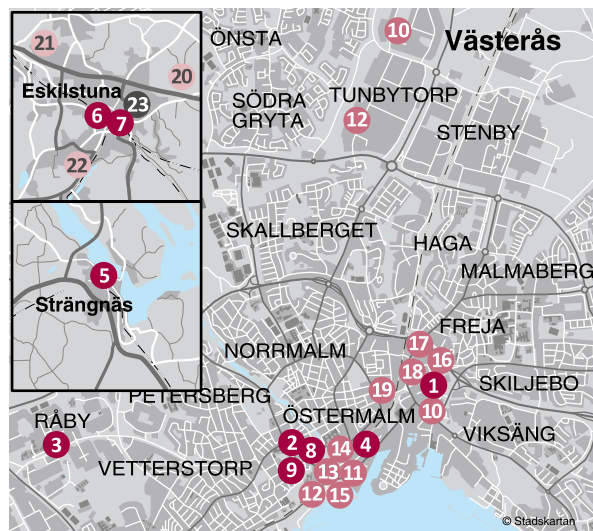 21
20
Eskilstuna
23
6
7
22
5
Strängnäs
ÖNSTA
10
Västerås
SÖDRA
GRYTA
TUNBYTORP
12
STENBY
SKALLBERGET
HAGA
MALMABERG
FREJA
17
NORRMALM
16
18
1
SKILJEBO
19
PETERSBERG
ÖSTERMALM
10
RÅBY
3
VIKSÄNG
2
8
14
4
VETTERSTORP
9
13
11
12
15
© Stadskartan